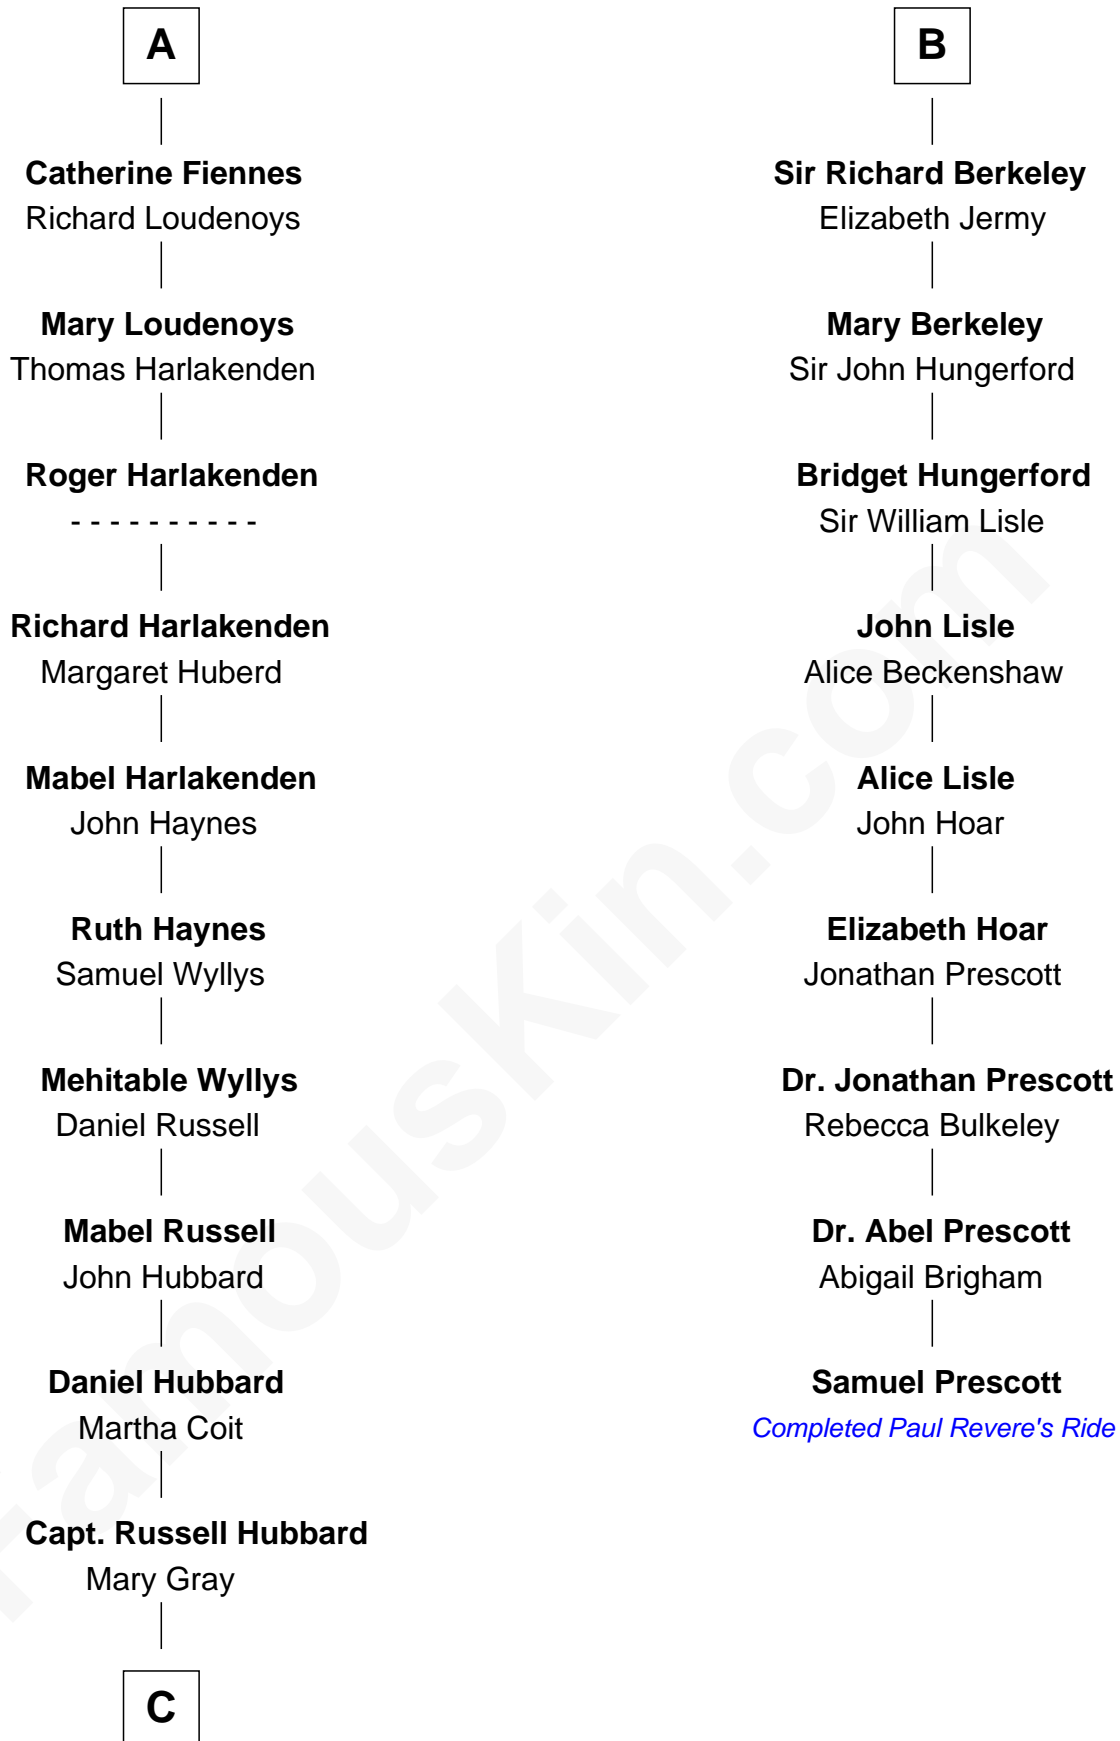 A
Catherine Fiennes
Richard Loudenoys
Mary Loudenoys
Thomas Harlakenden
Roger Harlakenden
- - - - - - - - - -
Richard Harlakenden
Margaret Huberd
Mabel Harlakenden
John Haynes
Ruth Haynes
Samuel Wyllys
Mehitable Wyllys
Daniel Russell
Mabel Russell
John Hubbard
Daniel Hubbard
Martha Coit
Capt. Russell Hubbard
Mary Gray
C
B
Sir Richard Berkeley
Elizabeth Jermy
Mary Berkeley
Sir John Hungerford
Bridget Hungerford
Sir William Lisle
John Lisle
Alice Beckenshaw
Alice Lisle
John Hoar
Elizabeth Hoar
Jonathan Prescott
Dr. Jonathan Prescott
Rebecca Bulkeley
Dr. Abel Prescott
Abigail Brigham
Samuel Prescott
Completed Paul Revere's Ride
FamousKin.com